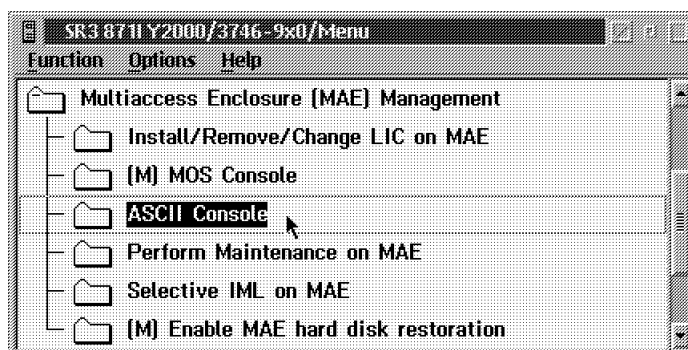 SR3 871I Y2000/3746-9x0/Menu
Function Options Help
Multiaccess Enclosure (MAE) Management
Install/Remove/Change LIC on MAE
(M) MOS Console
ASCII Console
Perform Maintenance on MAE
Selective IML on MAE
(M) Enable MAE hard disk restoration